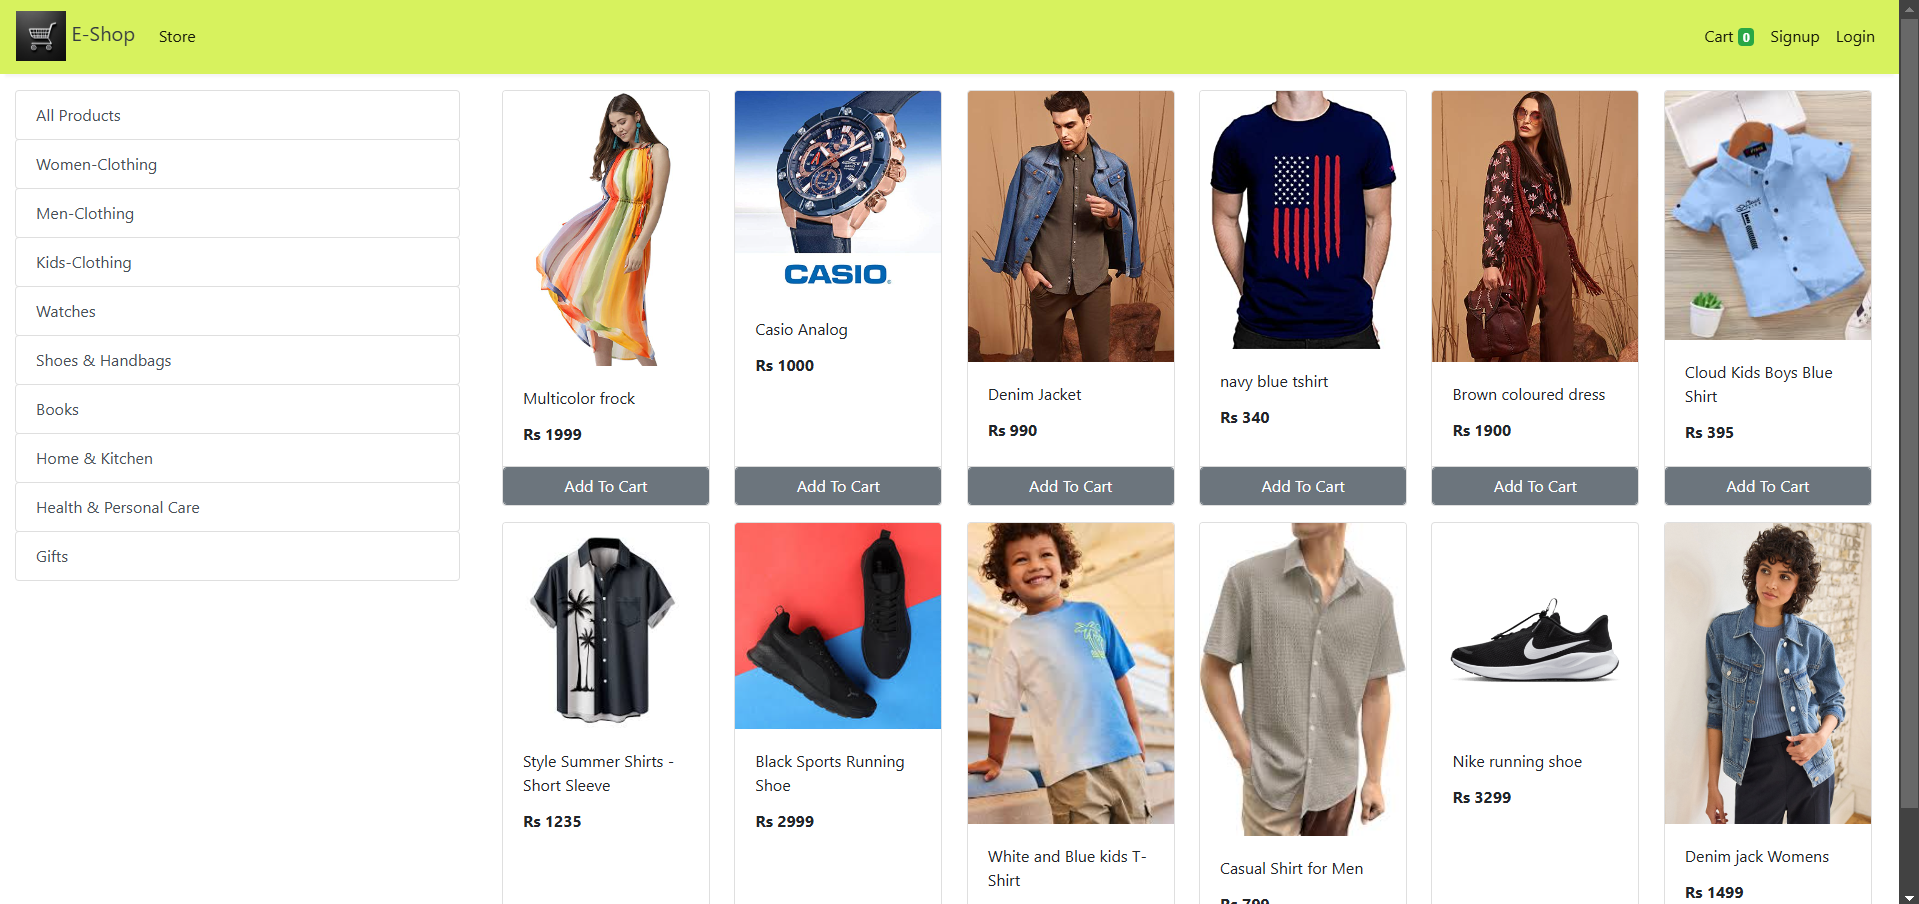 E-Shop
Store
Cart 0
Signup
Login
All Products
Women-Clothing
Men-Clothing
Kids-Clothing
Watches
Shoes & Handbags
Books
Home & Kitchen
Health & Personal Care
Gifts
Multicolor frock
Rs 1999
Add To Cart
CASIO
Casio Analog
Rs 1000
Add To Cart
Denim Jacket
Rs 990
Add To Cart
navy blue tshirt
Rs 340
Add To Cart
Brown coloured dress
Rs 1900
Add To Cart
Cloud Kids Boys Blue
Shirt
Rs 395
Add To Cart
Style Summer Shirts -
Short Sleeve
Rs 1235
Black Sports Running
Shoe
Rs 2999
White and Blue kids T-
Shirt
Casual Shirt for Men
Rs 799
Nike running shoe
Rs 3299
Denim jack Womens
Rs 1499